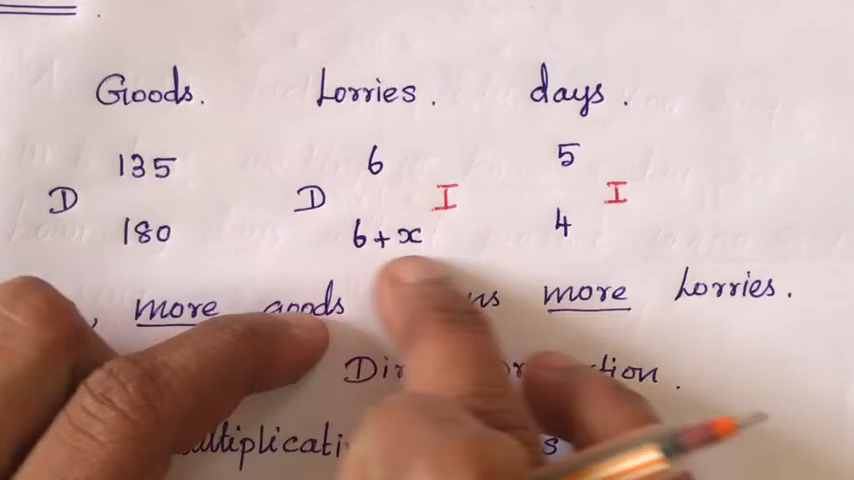 Goods. Lorries. days.
135 6 5
D D I I
180 6+x 4
, more goods more Lorries.